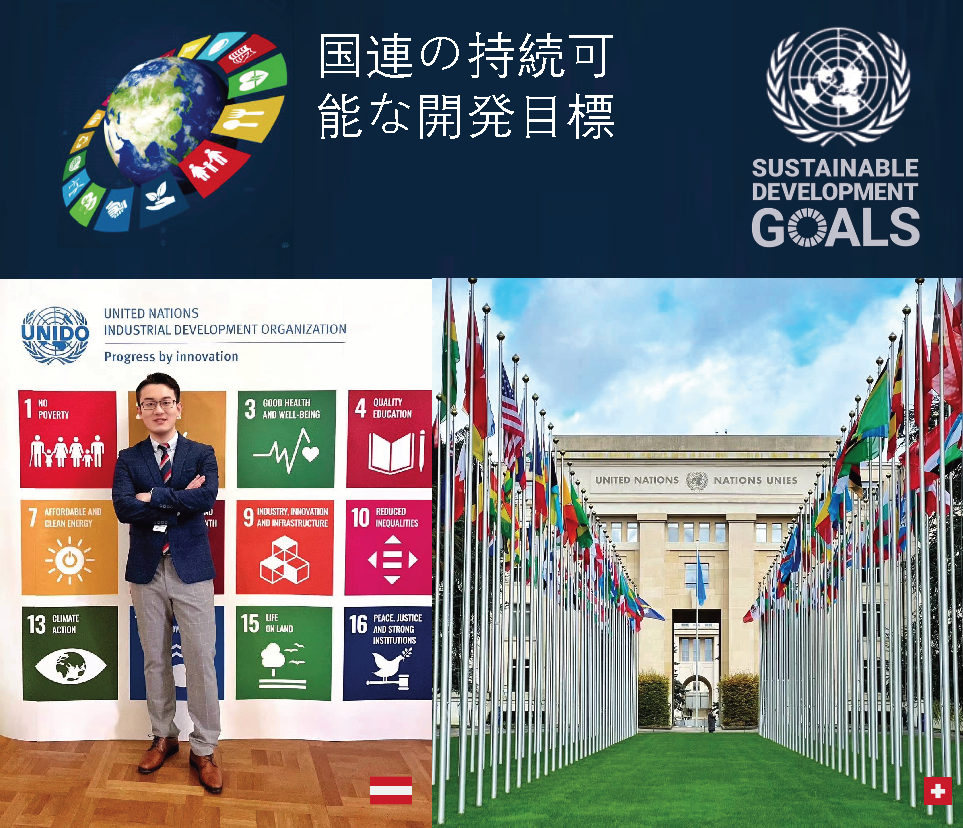 国連の持続可
能な開発目標
SUSTAINABLE
DEVELOPMENT
GOALS
UNIDO
UNITED NATIONS
INDUSTRIAL DEVELOPMENT ORGANIZATION
Progress by innovation
1 NO
POVERTY
3 GOOD HEALTH
AND WELL-BEING
4 QUALITY
EDUCATION
7 AFFORDABLE AND
CLEAN ENERGY
9 INDUSTRY, INNOVATION
AND INFRASTRUCTURE
10 REDUCED
INEQUALITIES
13 CLIMATE
ACTION
15 LIFE
ON LAND
16 PEACE, JUSTICE
AND STRONG
INSTITUTIONS
UNITED NATIONS NATIONS UNIES